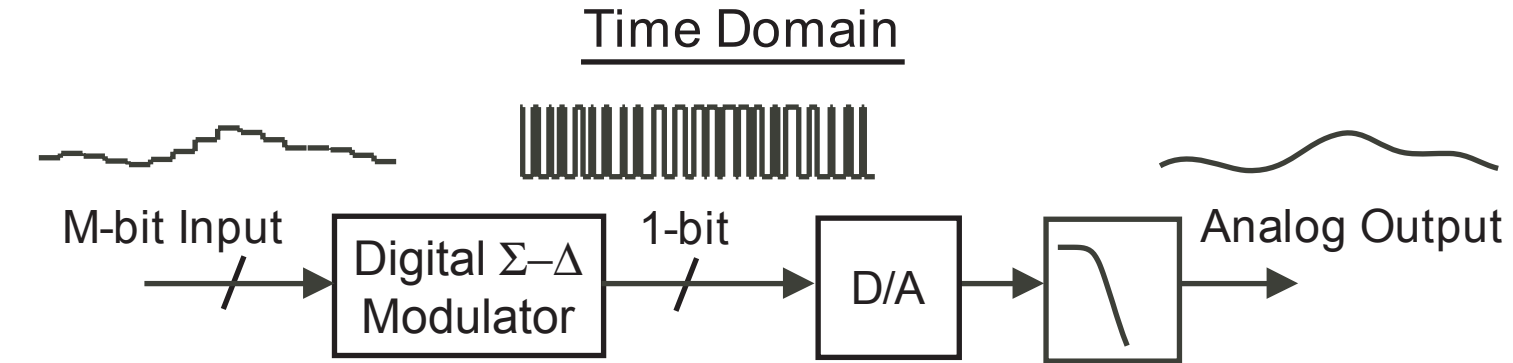 Time Domain
M-bit Input
Digital Σ–Δ
Modulator
1-bit
D/A
Analog Output